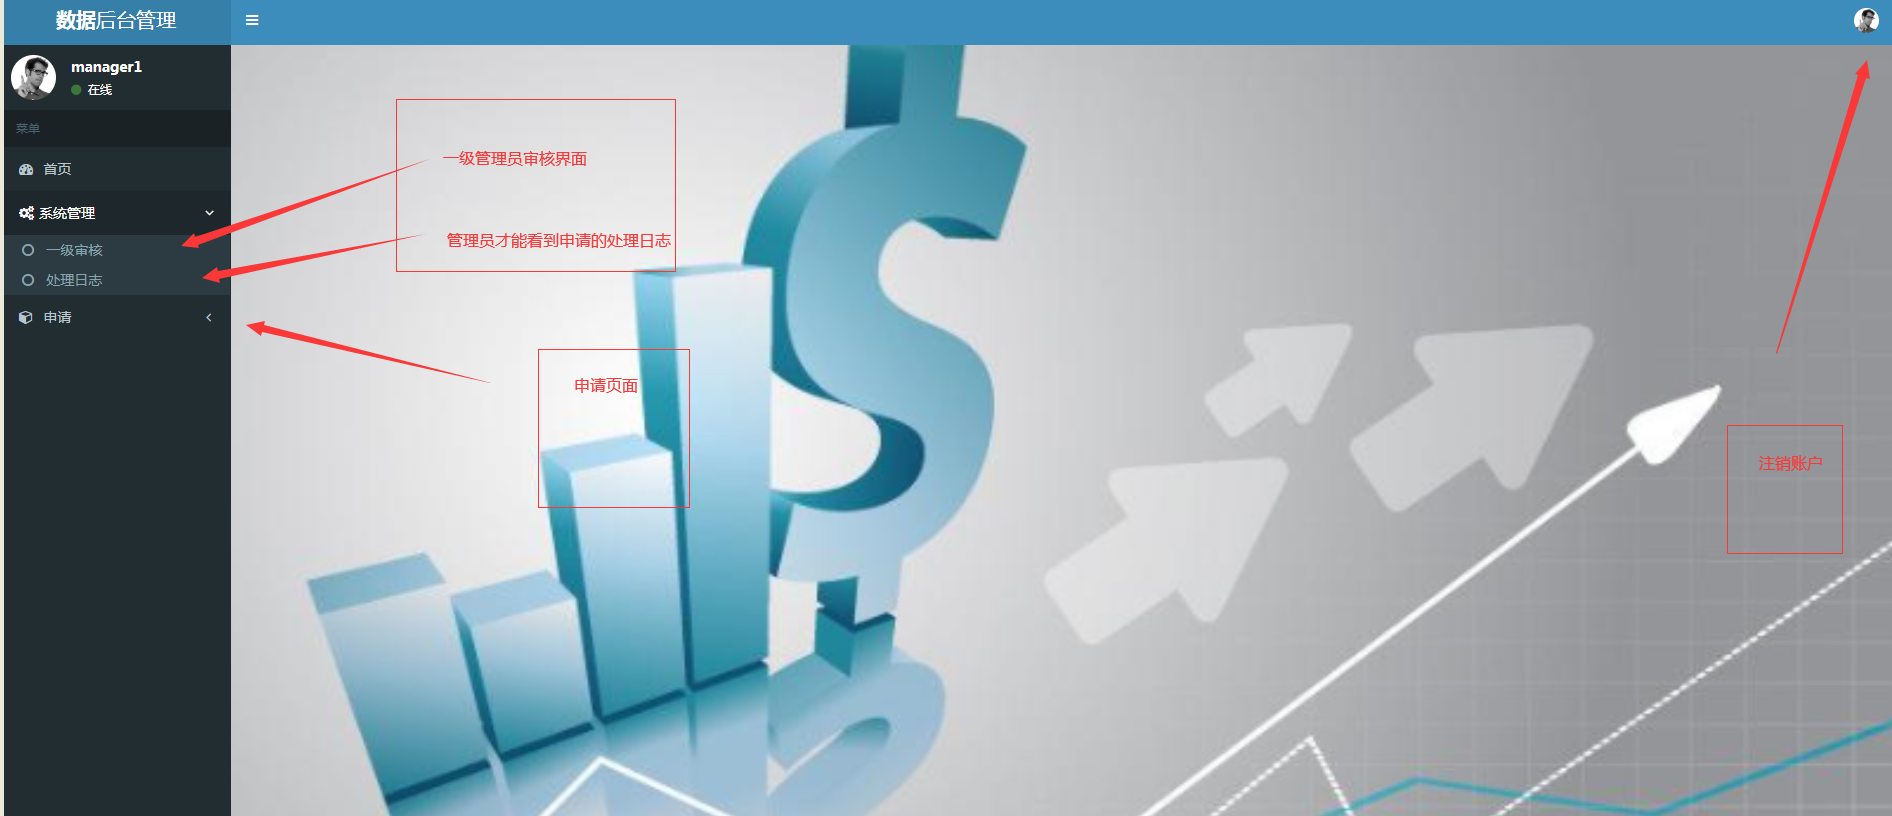 数据后台管理
manager1
在线
菜单
首页
系统管理
一级审核
处理日志
申请
一级管理员审核界面
管理员才能看到申请的处理日志
申请页面
注销账户